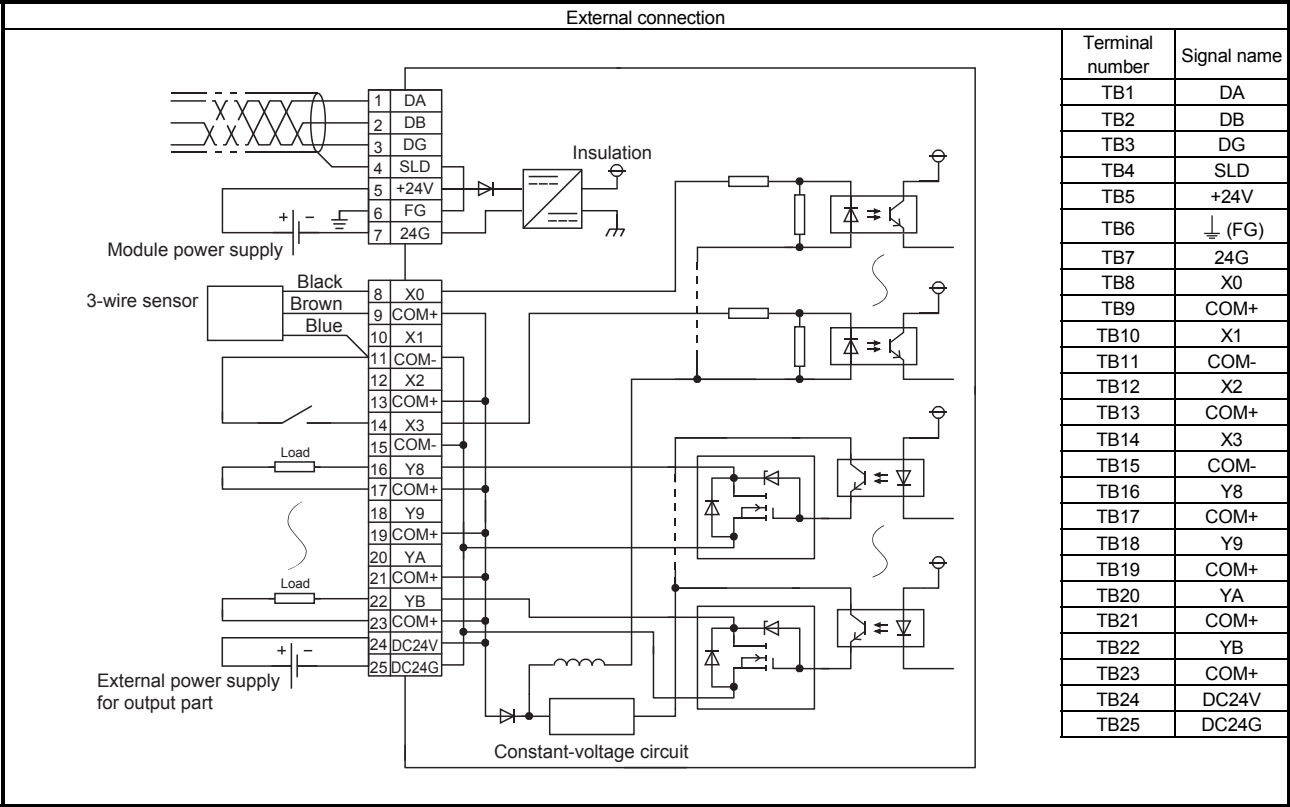 External connection
1 DA
2 DB
3 DG
4 SLD
5 +24V
6 FG
7 24G
Insulation
+ −
Module power supply
3-wire sensor
Black
Brown
Blue
8 X0
9 COM+
10 X1
11 COM-
12 X2
13 COM+
14 X3
15 COM-
16 Y8
17 COM+
18 Y9
19 COM+
20 YA
21 COM+
22 YB
23 COM+
24 DC24V
25 DC24G
Load
Load
+ −
External power supply
for output part
Constant-voltage circuit
Terminal number Signal name
TB1 DA
TB2 DB
TB3 DG
TB4 SLD
TB5 +24V
TB6 (FG)
TB7 24G
TB8 X0
TB9 COM+
TB10 X1
TB11 COM-
TB12 X2
TB13 COM+
TB14 X3
TB15 COM-
TB16 Y8
TB17 COM+
TB18 Y9
TB19 COM+
TB20 YA
TB21 COM+
TB22 YB
TB23 COM+
TB24 DC24V
TB25 DC24G